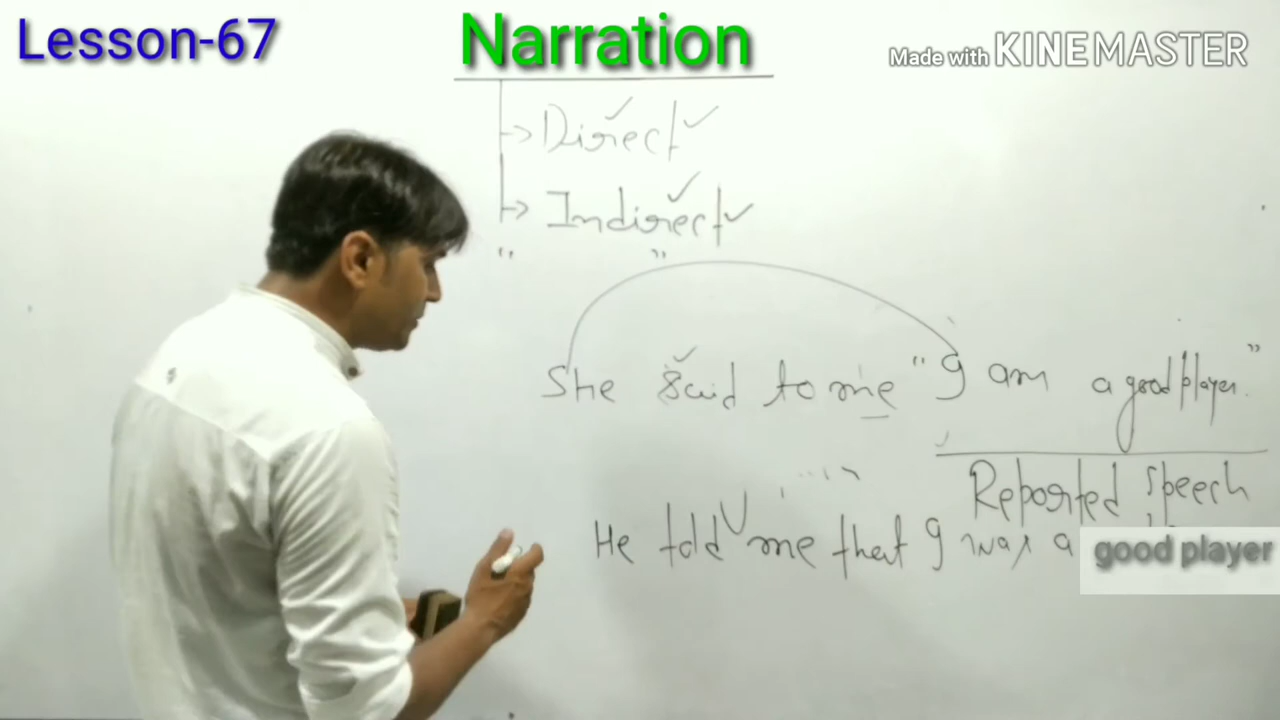 Lesson-67
Narration
Made with KINEMASTER
Direct
Indirect
“ ”
She said to me “I am a good player.”
Reported speech
He told me that I was a
good player